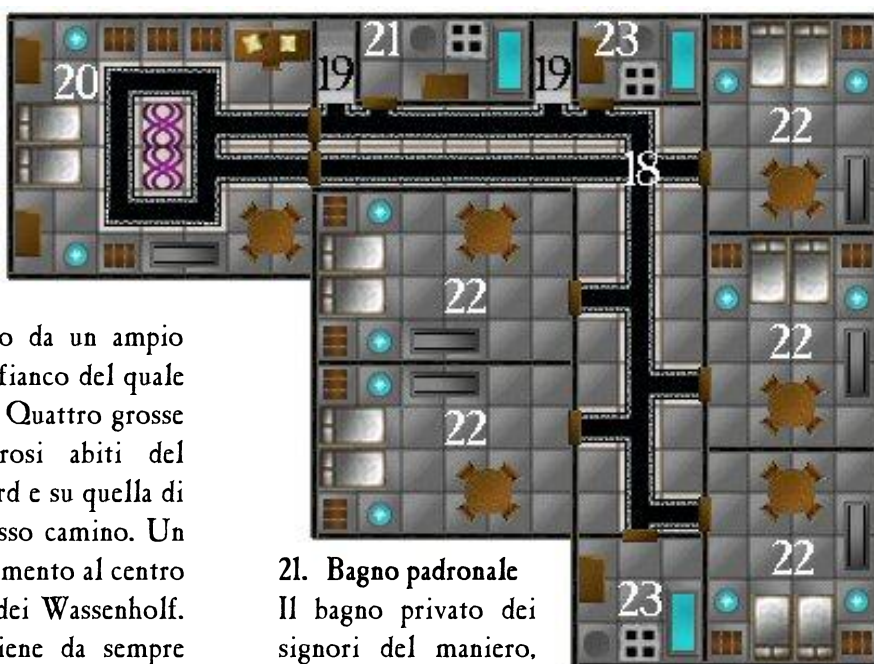 20
19
21
19
23
22
18
22
22
22
22
23
22
o da un ampio
fianco del quale
Quattro grosse
rosi abiti del
rd e su quella di
sso camino. Un
mento al centro
dei Wassenholf.
iene da sempre
21. Bagno padronale
Il bagno privato dei
signori del maniero,